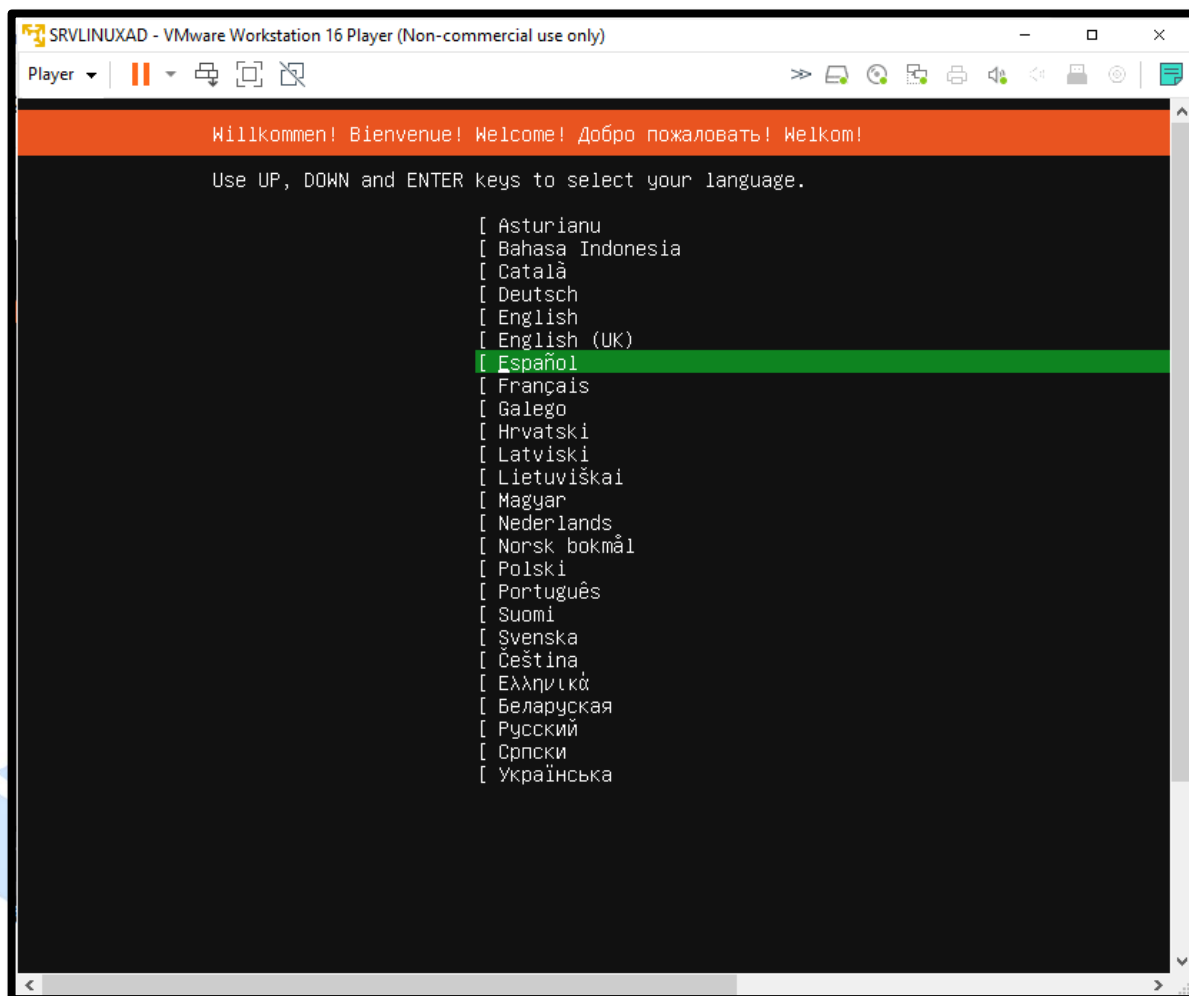 SRVLINUXAD - VMware Workstation 16 Player (Non-commercial use only)
Player
Willkommen! Bienvenue! Welcome! Добро пожаловать! Welkom!
Use UP, DOWN and ENTER keys to select your language.
[ Asturianu
[ Bahasa Indonesia
[ Català
[ Deutsch
[ English
[ English (UK)
[ Español
[ Français
[ Galego
[ Hrvatski
[ Latviski
[ Lietuviškai
[ Magyar
[ Nederlands
[ Norsk bokmål
[ Polski
[ Português
[ Suomi
[ Svenska
[ Čeština
[ Ελληνικά
[ Беларуская
[ Русский
[ Српски
[ Українська